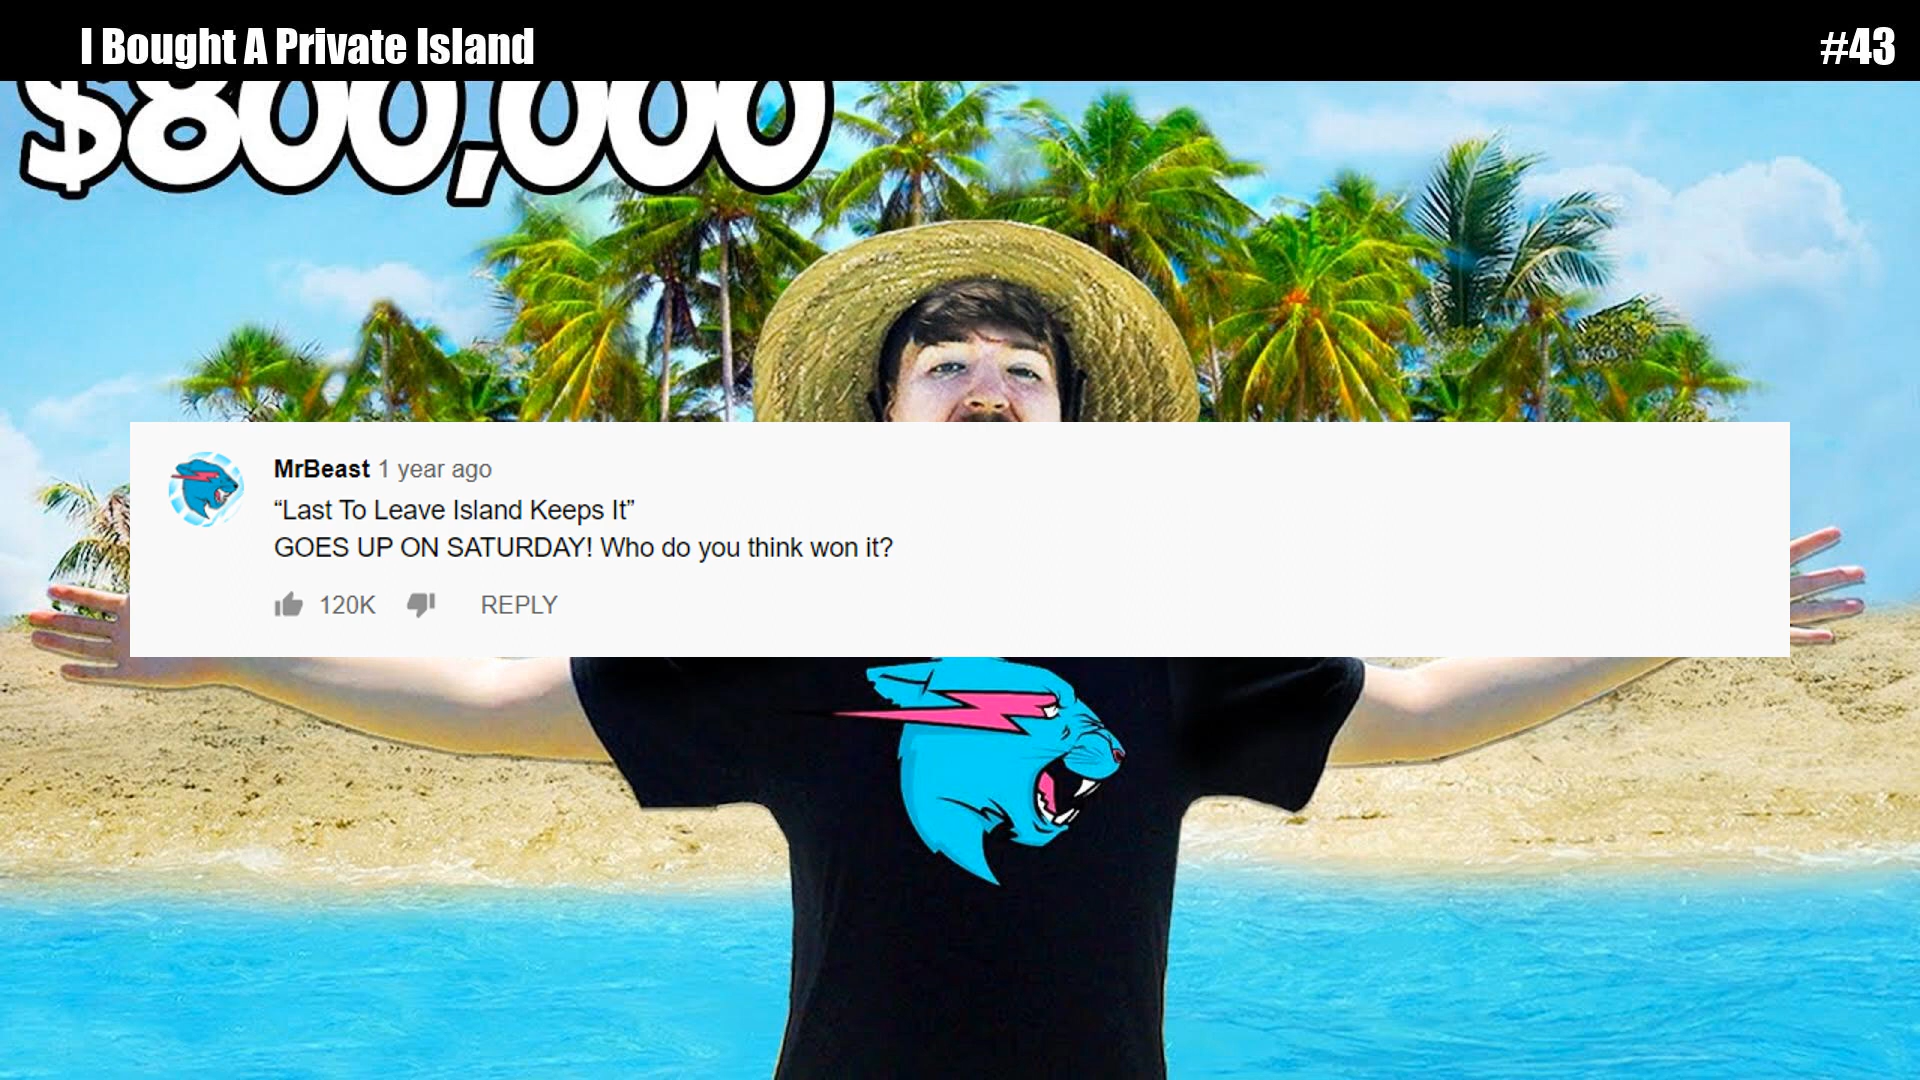 I Bought A Private Island
#43
$800,000
MrBeast 1 year ago
“Last To Leave Island Keeps It”
GOES UP ON SATURDAY! Who do you think won it?
120K REPLY